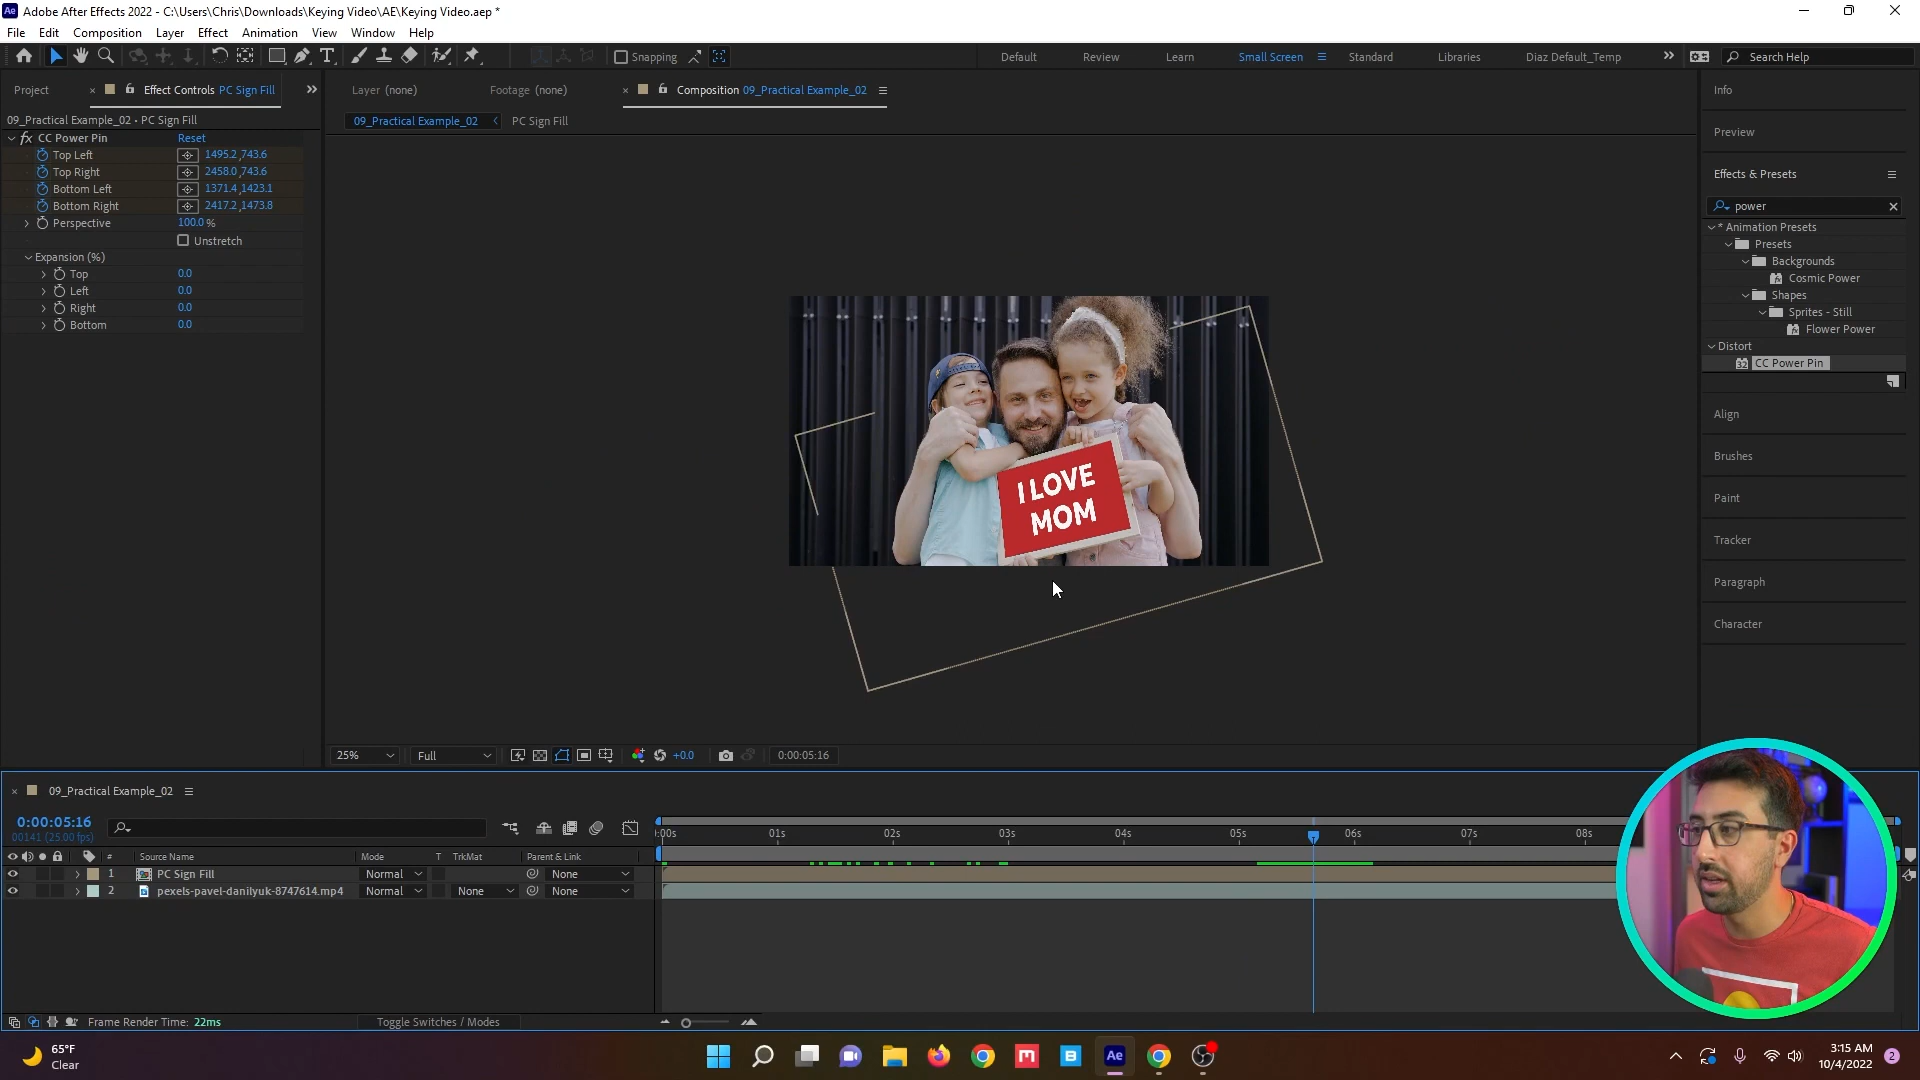 Adobe After Effects 2022 - C:\Users\Chris\Downloads\Keying Video\AE\Keying Video.aep *
File Edit Composition Layer Effect Animation View Window Help
Snapping
Default Review Learn Small Screen Standard Libraries Diaz Default_Temp Search Help
Project Effect Controls PC Sign Fill
Layer (none) Footage (none) Composition 09_Practical Example_02
Info
09_Practical Example_02 • PC Sign Fill
09_Practical Example_02 PC Sign Fill
fx CC Power Pin Reset
Top Left 1495.2,743.6
Top Right 2458.0,743.6
Bottom Left 1371.4,1423.1
Bottom Right 2417.2,1473.8
Perspective 100.0 %
Unstretch
Expansion (%)
Top 0.0
Left 0.0
Right 0.0
Bottom 0.0
I LOVE
MOM
Preview
Effects & Presets
power
* Animation Presets
Presets
Backgrounds
Cosmic Power
Shapes
Sprites - Still
Flower Power
Distort
32 CC Power Pin
Align
Brushes
Paint
Tracker
Paragraph
Character
25% Full +0.0 0:00:05:16
09_Practical Example_02
0:00:05:16
00141 (25.00 fps)
:00s 01s 02s 03s 04s 05s 06s 07s 08s
# Source Name Mode T TrkMat Parent & Link
1 PC Sign Fill Normal None
2 pexels-pavel-danilyuk-8747614.mp4 Normal None None
Frame Render Time: 22ms Toggle Switches / Modes
65°F
Clear
Ae
3:15 AM
10/4/2022
2